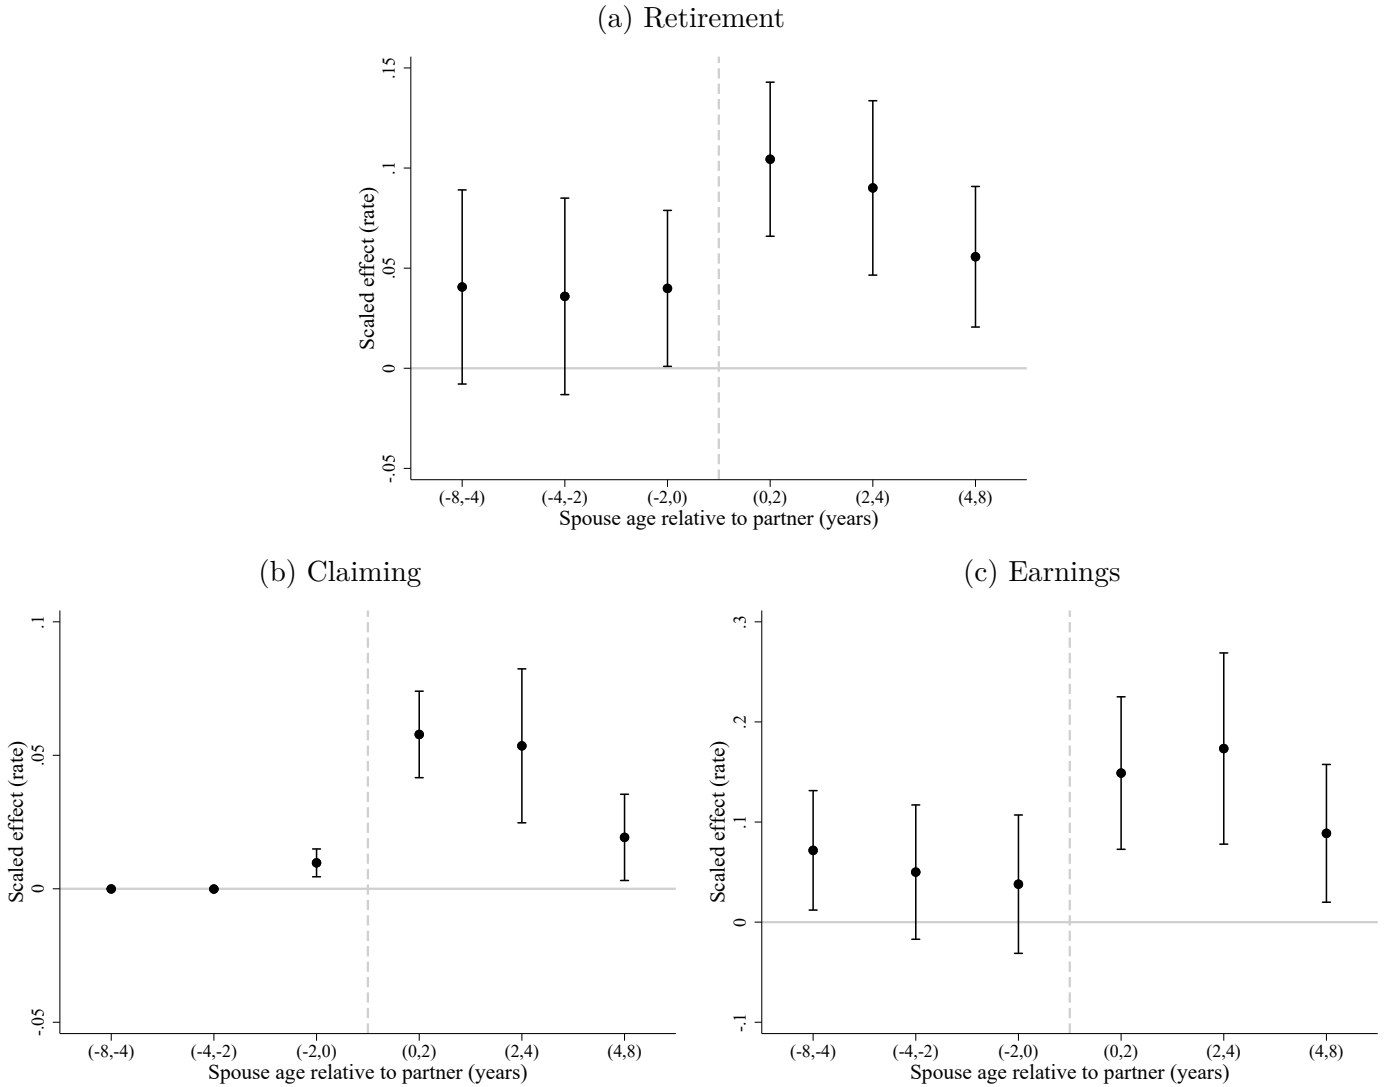 (a) Retirement
Scaled effect (rate)
.15
.1
.05
0
-.05
(-8,-4) (-4,-2) (-2,0) (0,2) (2,4) (4,8)
Spouse age relative to partner (years)
(b) Claiming
Scaled effect (rate)
.1
.05
0
-.05
(-8,-4) (-4,-2) (-2,0) (0,2) (2,4) (4,8)
Spouse age relative to partner (years)
(c) Earnings
Scaled effect (rate)
.3
.2
.1
0
-.1
(-8,-4) (-4,-2) (-2,0) (0,2) (2,4) (4,8)
Spouse age relative to partner (years)